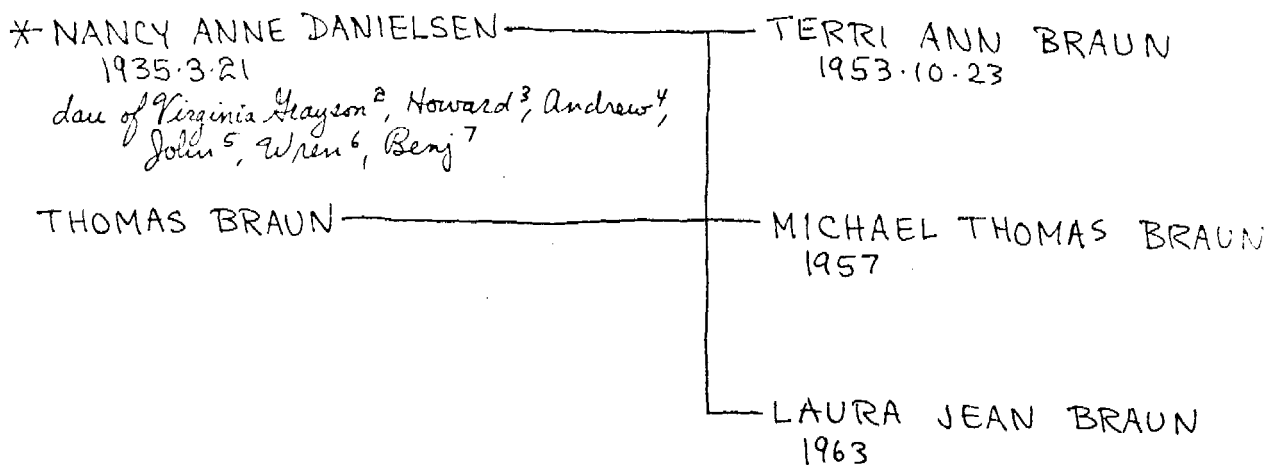 *NANCY ANNE DANIELSEN
1935·3·21
dau of Virginia Grayson², Howard³, Andrew⁴,
John⁵, Wren⁶, Benj⁷
THOMAS BRAUN
TERRI ANN BRAUN
1953·10·23
MICHAEL THOMAS BRAUN
1957
LAURA JEAN BRAUN
1963